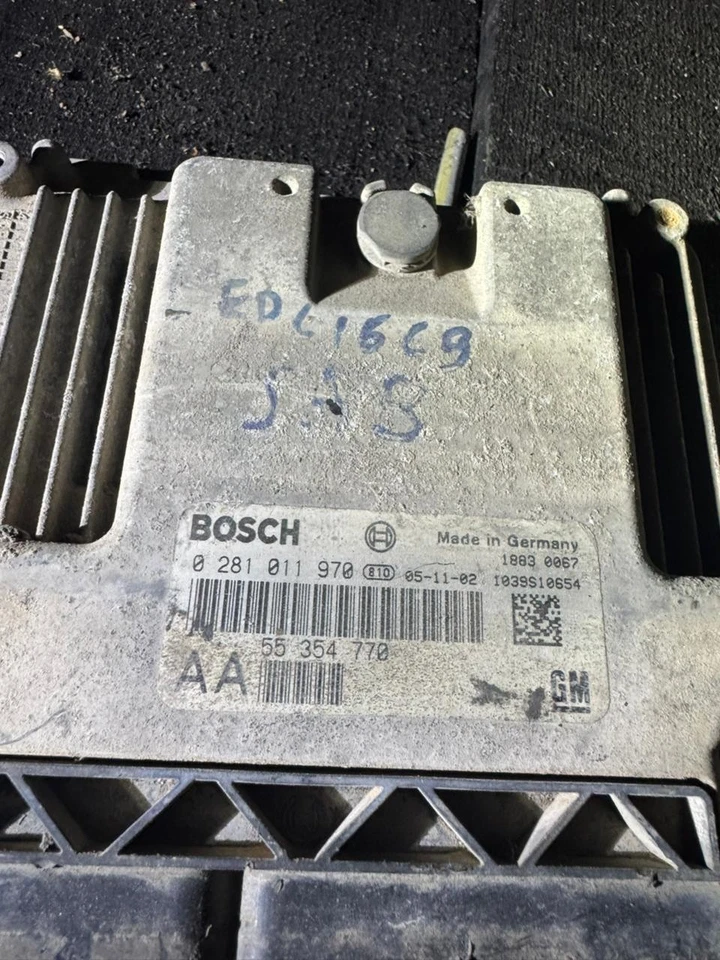 EDC16C9
BOSCH
Made in Germany
1883 0067
0 281 011 970 810 05-11-02 1039S10654
55 354 770
AA
GM